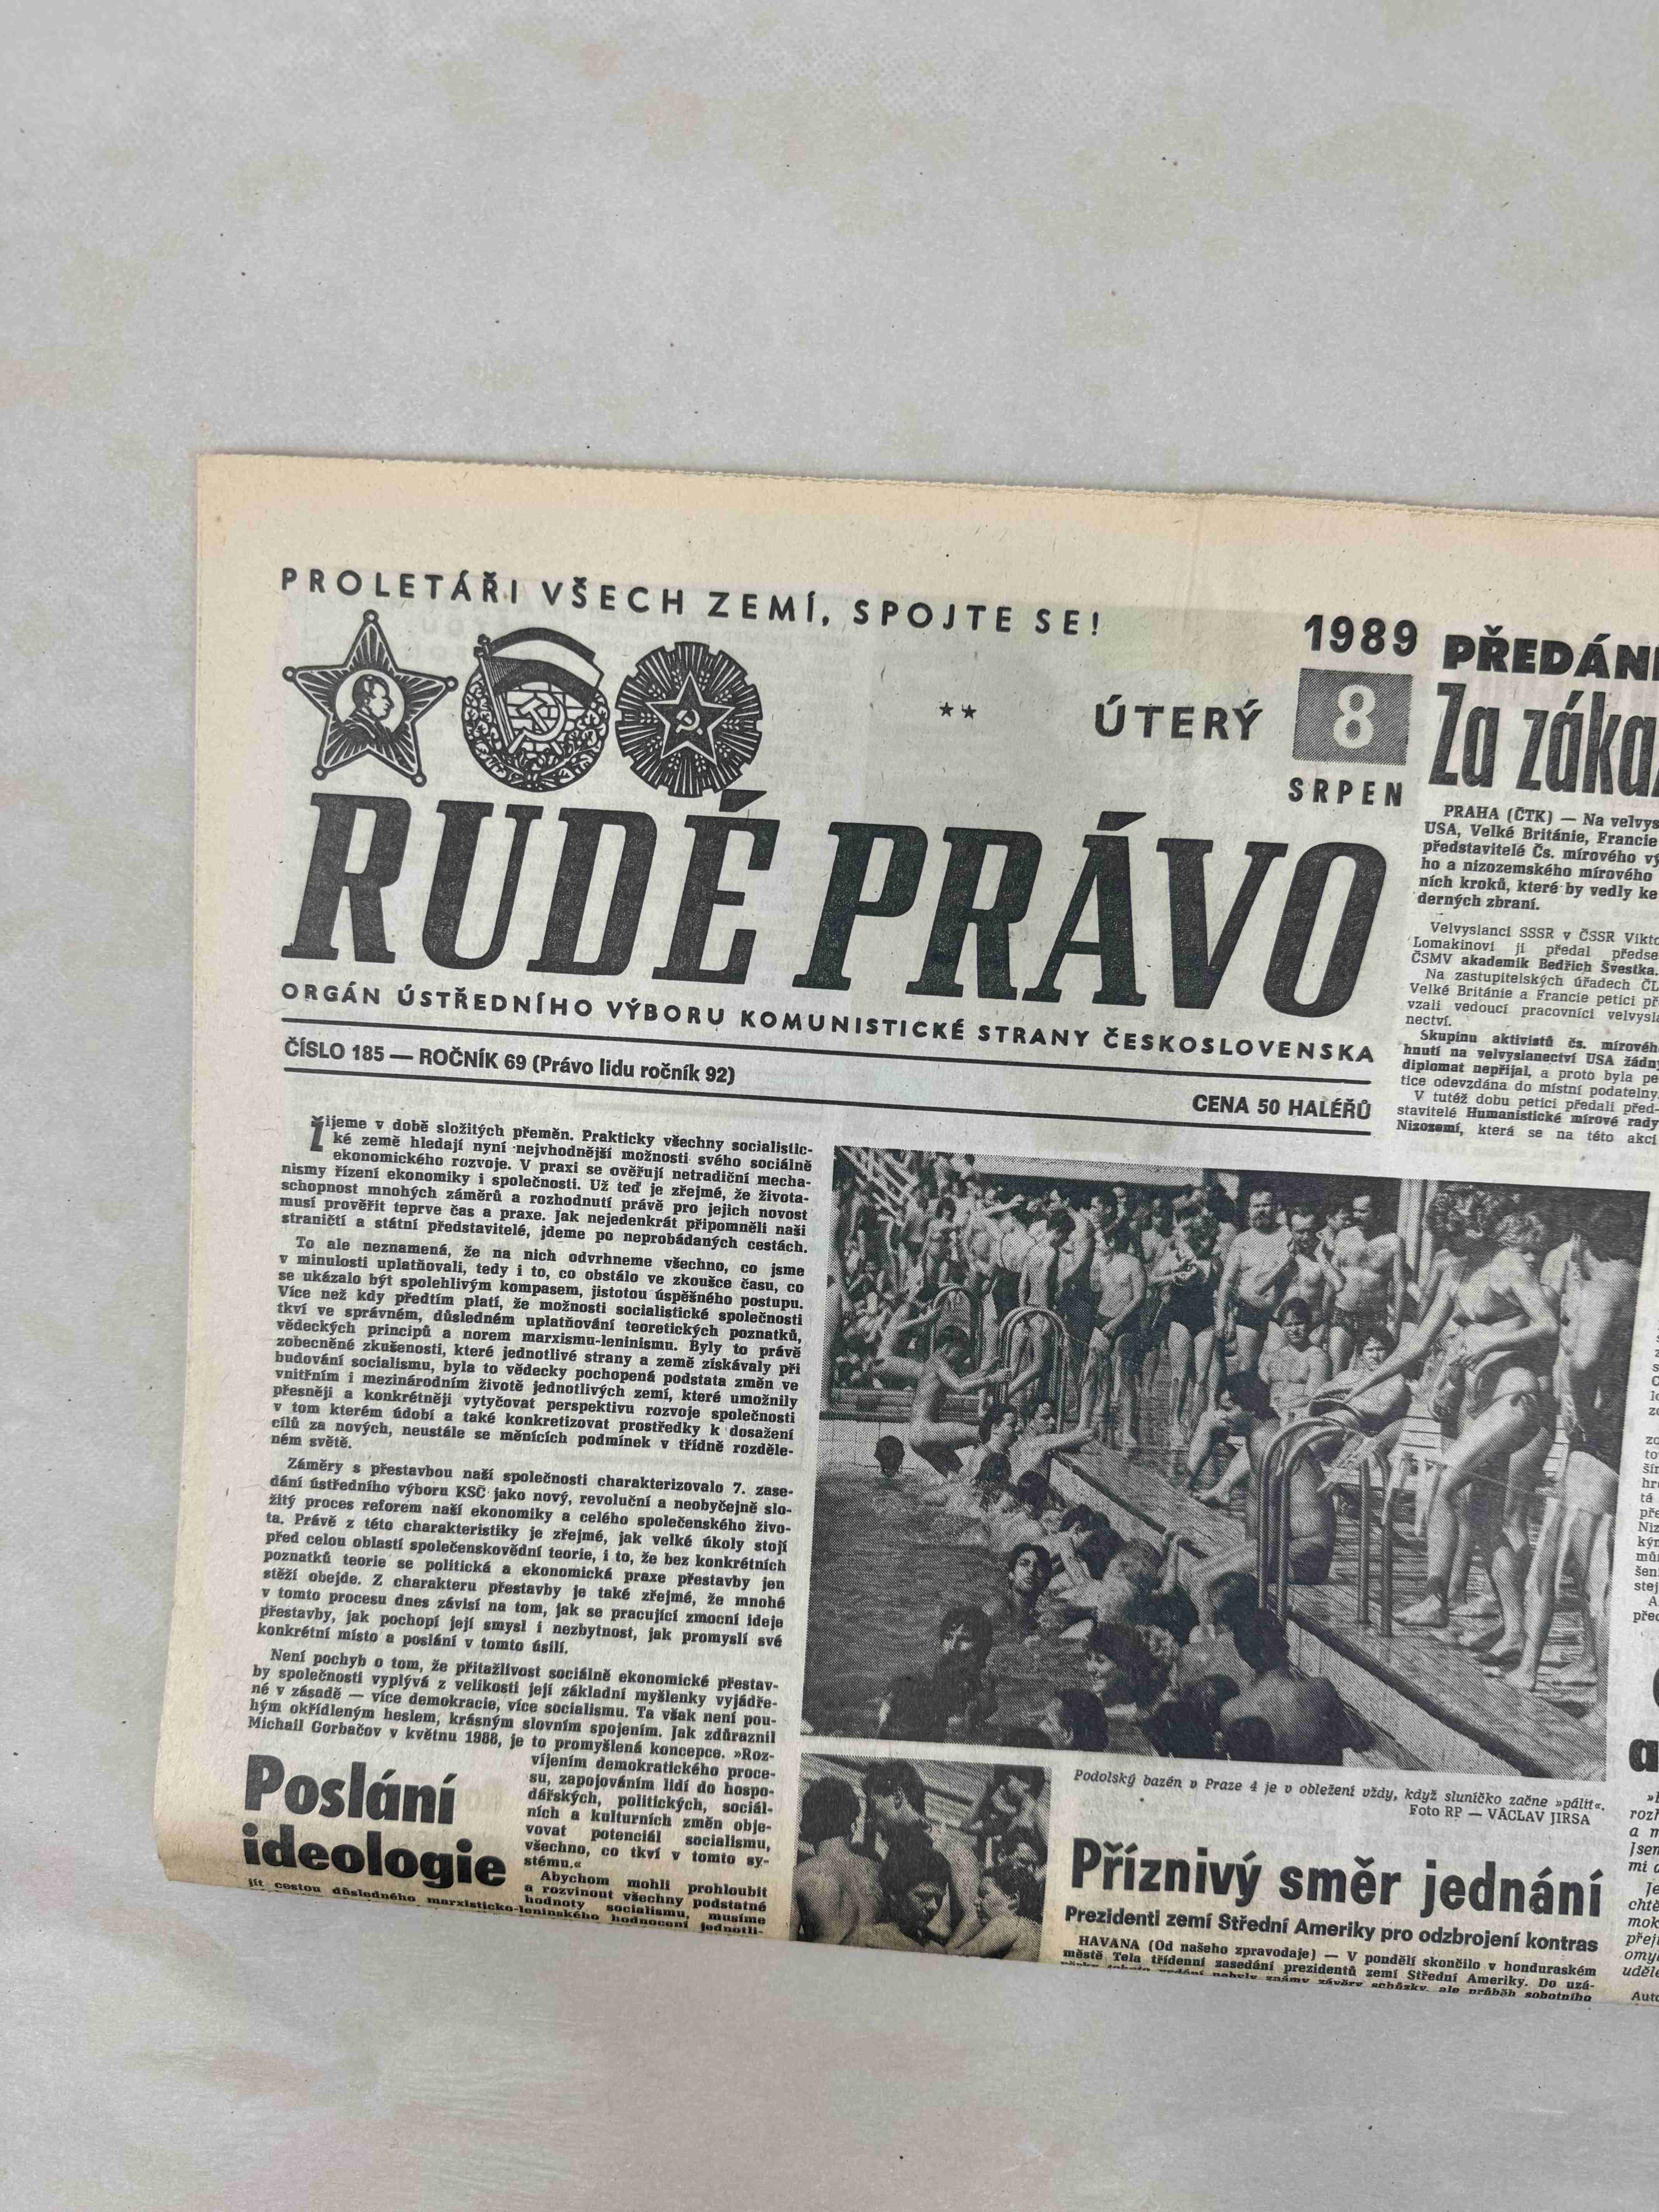 PROLETÁŘI VŠECH ZEMÍ, SPOJTE SE!
** ÚTERÝ
1989
8
SRPEN
RUDÉ PRÁVO
ORGÁN ÚSTŘEDNÍHO VÝBORU KOMUNISTICKÉ STRANY ČESKOSLOVENSKA
ČÍSLO 185 — ROČNÍK 69 (Právo lidu ročník 92)
CENA 50 HALÉŘŮ
Žijeme v době složitých přeměn. Prakticky všechny socialistic-
ké země hledají nyní nejvhodnější možnosti svého sociálně
ekonomického rozvoje. V praxi se ověřují netradiční mecha-
nismy řízení ekonomiky i společnosti. Už teď je zřejmé, že života-
schopnost mnohých záměrů a rozhodnutí právě pro jejich novost
musí prověřit teprve čas a praxe. Jak nejedenkrát připomněli naši
straničtí a státní představitelé, jdeme po neprobádaných cestách.
To ale neznamená, že na nich odvrhneme všechno, co jsme
v minulosti uplatňovali, tedy i to, co obstálo ve zkoušce času, co
se ukázalo být spolehlivým kompasem, jistotou úspěšného postupu.
Více než kdy předtím platí, že možnosti socialistické společnosti
tkví ve správném, důsledném uplatňování teoretických poznatků,
vědeckých principů a norem marxismu-leninismu. Byly to právě
zobecněné zkušenosti, které jednotlivé strany a země získávaly při
budování socialismu, byla to vědecky pochopená podstata změn ve
vnitřním i mezinárodním životě jednotlivých zemí, které umožnily
přesněji a konkrétněji vytyčovat perspektivu rozvoje společnosti
v tom kterém údobí a také konkretizovat prostředky k dosažení
cílů za nových, neustále se měnících podmínek v třídně rozděle-
ném světě.
Záměry s přestavbou naší společnosti charakterizovalo 7. zase-
dání ústředního výboru KSČ jako nový, revoluční a neobyčejně slo-
žitý proces reforem naší ekonomiky a celého společenského živo-
ta. Právě z této charakteristiky je zřejmé, jak velké úkoly stojí
před celou oblastí společenskovědní teorie, i to, že bez konkrétních
poznatků teorie se politická a ekonomická praxe přestavby jen
stěží obejde. Z charakteru přestavby je také zřejmé, že mnohé
v tomto procesu dnes závisí na tom, jak se pracující zmocní ideje
přestavby, jak pochopí její smysl i nezbytnost, jak promyslí své
konkrétní místo a poslání v tomto úsilí.
Není pochyb o tom, že přitažlivost sociálně ekonomické přestav-
by společnosti vyplývá z velikosti její základní myšlenky vyjádře-
né v zásadě — více demokracie, více socialismu. Ta však není pou-
hým okřídleným heslem, krásným slovním spojením. Jak zdůraznil
Michail Gorbačov v květnu 1988, je to promyšlená koncepce. »Roz-
víjením demokratického proce-
su, zapojováním lidí do hospo-
dářských, politických, sociál-
ních a kulturních změn obje-
vovat potenciál socialismu,
všechno, co tkví v tomto sy-
stému.«
Abychom mohli prohloubit
a rozvinout všechny podstatné
hodnoty socialismu, musíme
Poslání
ideologie
jít cestou důsledného marxisticko-leninského hodnocení jednotli-
Podolský bazén v Praze 4 je v obležení vždy, když sluníčko začne »pálit«.
Foto RP — VÁCLAV JIRSA
Příznivý směr jednání
Prezidenti zemí Střední Ameriky pro odzbrojení kontras
HAVANA (Od našeho zpravodaje) — V pondělí skončilo v honduraském
městě Tela třídenní zasedání prezidentů zemí Střední Ameriky. Do uzá-
věrky tohoto vydání nebyly známy závěry schůzky, ale průběh sobotního
PŘEDÁN
Za záka
PRAHA (ČTK) — Na velvys
USA, Velké Británie, Francie
představitelé Čs. mírového vý
ho a nizozemského mírového
ních kroků, které by vedly ke
derných zbraní.
Velvyslanci SSSR v ČSSR Vikto
Lomakinovi ji předal předse
ČSMV akademik Bedřich Švestka.
Na zastupitelských úřadech ČL
Velké Británie a Francie petici př
vzali vedoucí pracovníci velvysla
nectví.
Skupinu aktivistů čs. mírovéh
hnutí na velvyslanectví USA žádný
diplomat nepřijal, a proto byla pe
tice odevzdána do místní podatelny.
V tutéž dobu petici předali před-
stavitelé Humanistické mírové rady
Nizozemí, která se na této akci